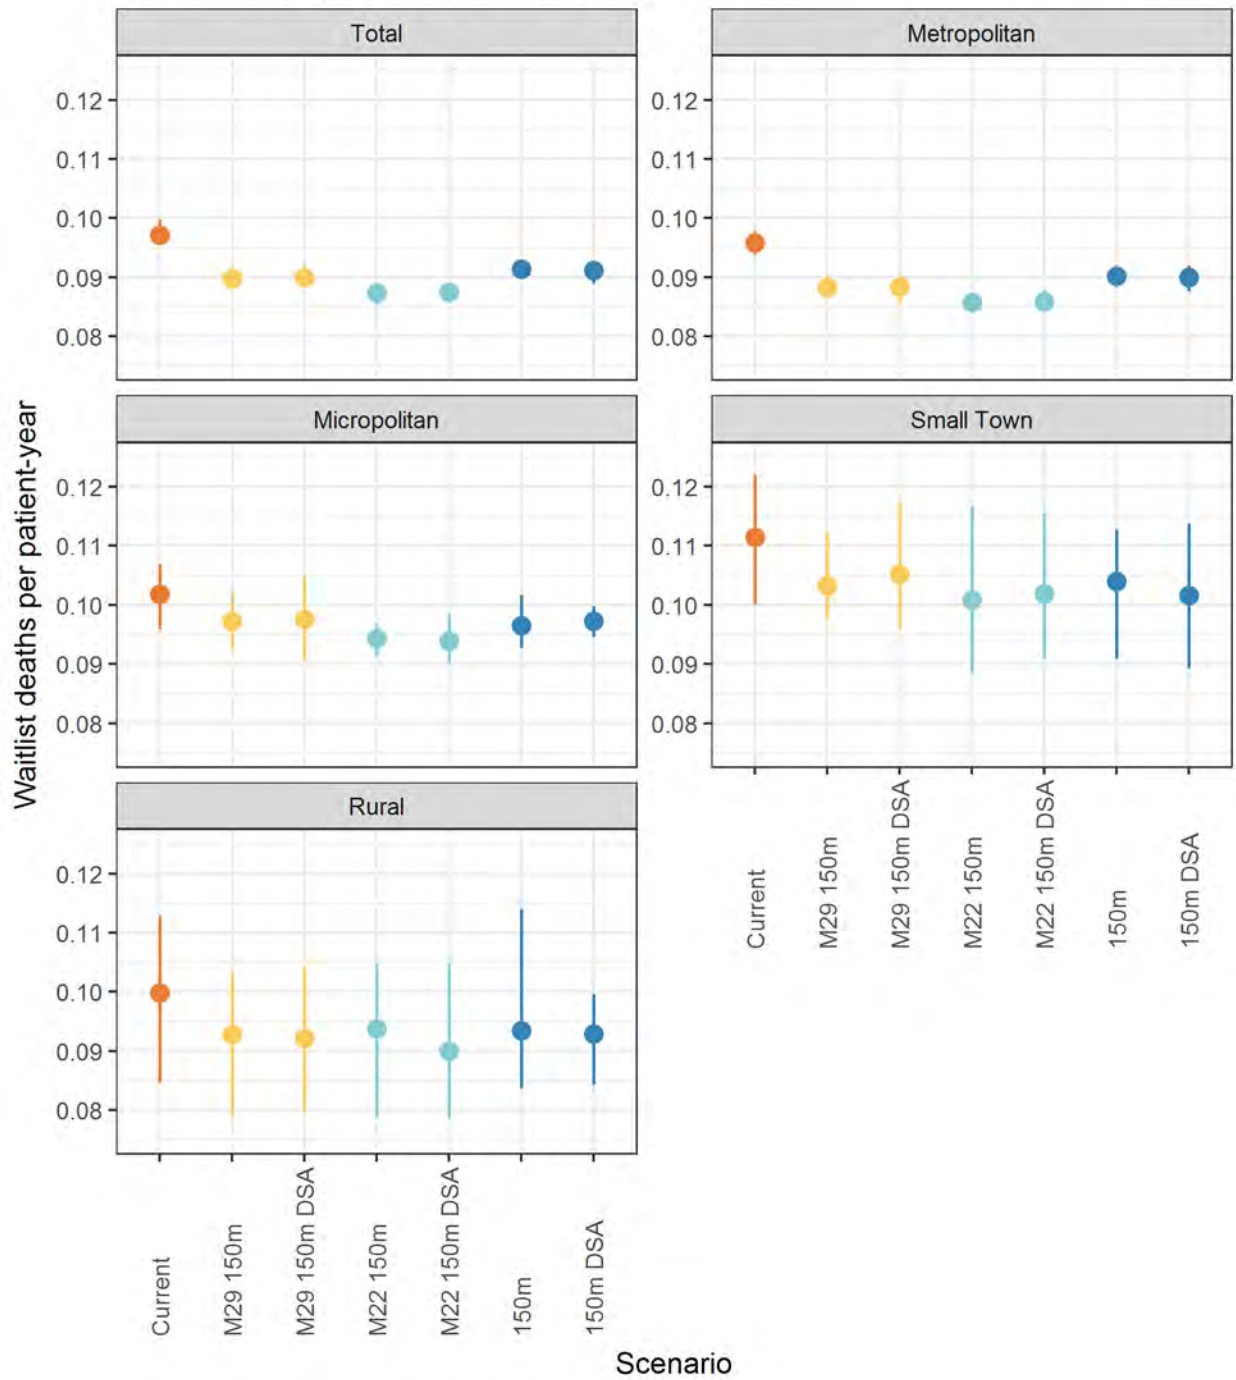 Total
Metropolitan
0.12
0.11
0.10
0.09
0.08
0.12
0.11
0.10
0.09
0.08
Micropolitan
Small Town
0.12
0.11
0.10
0.09
0.08
0.12
0.11
0.10
0.09
0.08
Waitlist deaths per patient-year
Rural
0.12
0.11
0.10
0.09
0.08
Current
M29 150m
M29 150m DSA
M22 150m
M22 150m DSA
150m
150m DSA
Current
M29 150m
M29 150m DSA
M22 150m
M22 150m DSA
150m
150m DSA
Scenario